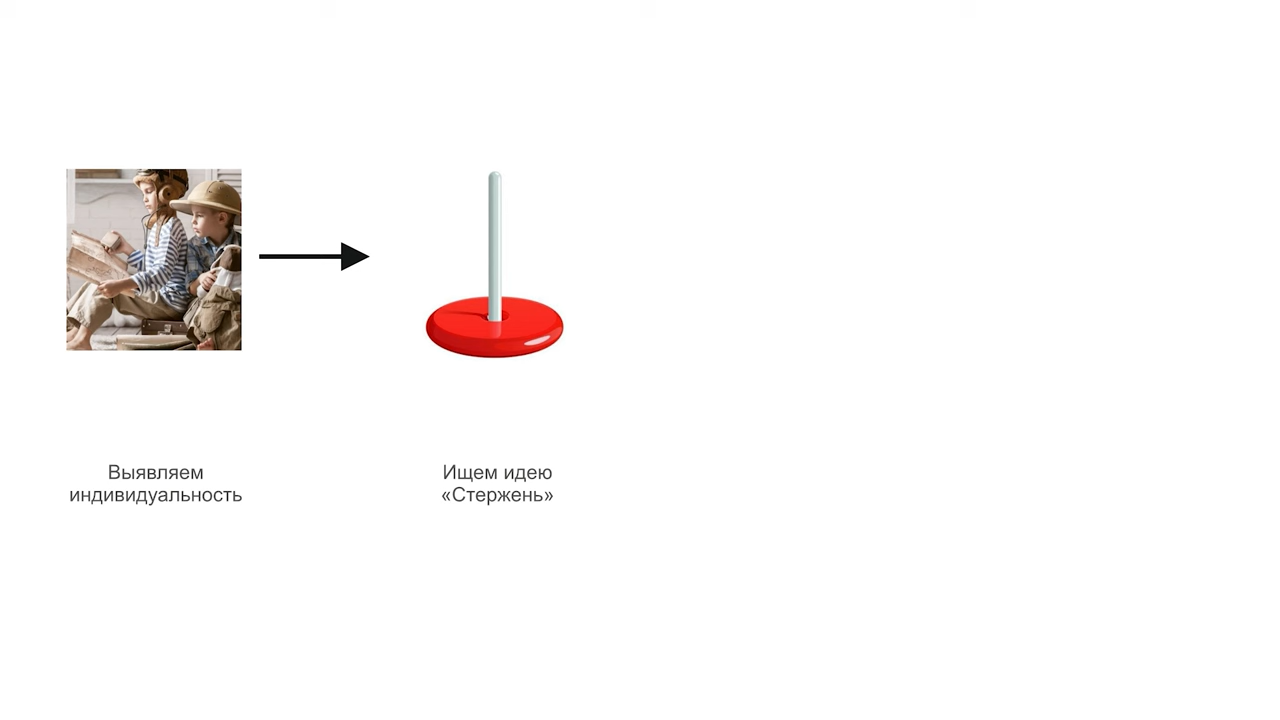 Выявляем
индивидуальность
Ищем идею
«Стержень»